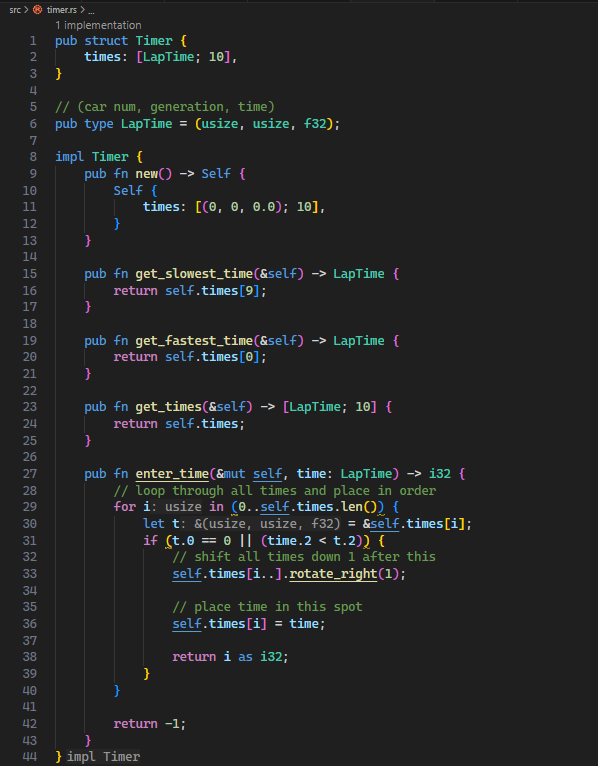 src > timer.rs > ...
1 implementation
1 pub struct Timer {
2     times: [LapTime; 10],
3 }
4
5 // (car num, generation, time)
6 pub type LapTime = (usize, usize, f32);
7
8 impl Timer {
9     pub fn new() -> Self {
10         Self {
11             times: [(0, 0, 0.0); 10],
12         }
13     }
14
15     pub fn get_slowest_time(&self) -> LapTime {
16         return self.times[9];
17     }
18
19     pub fn get_fastest_time(&self) -> LapTime {
20         return self.times[0];
21     }
22
23     pub fn get_times(&self) -> [LapTime; 10] {
24         return self.times;
25     }
26
27     pub fn enter_time(&mut self, time: LapTime) -> i32 {
28         // loop through all times and place in order
29         for i: usize in (0..self.times.len()) {
30             let t: &(usize, usize, f32) = &self.times[i];
31             if (t.0 == 0 || (time.2 < t.2)) {
32                 // shift all times down 1 after this
33                 self.times[i..].rotate_right(1);
34
35                 // place time in this spot
36                 self.times[i] = time;
37
38                 return i as i32;
39             }
40         }
41
42         return -1;
43     }
44 } impl Timer